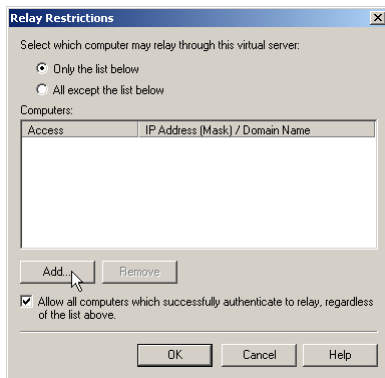 Relay Restrictions
Select which computer may relay through this virtual server:
Only the list below
All except the list below
Computers:
Access IP Address (Mask) / Domain Name
Add... Remove
Allow all computers which successfully authenticate to relay, regardless
of the list above.
OK Cancel Help